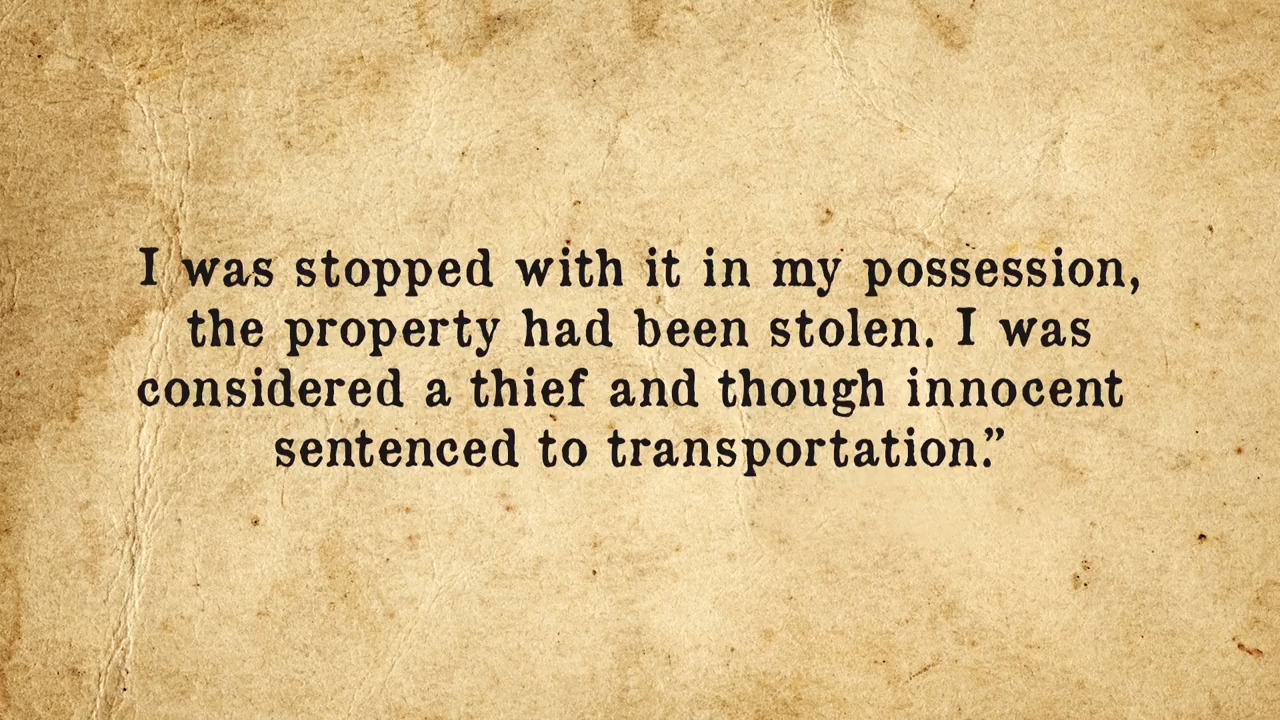 I was stopped with it in my possession,
the property had been stolen. I was
considered a thief and though innocent
sentenced to transportation.”